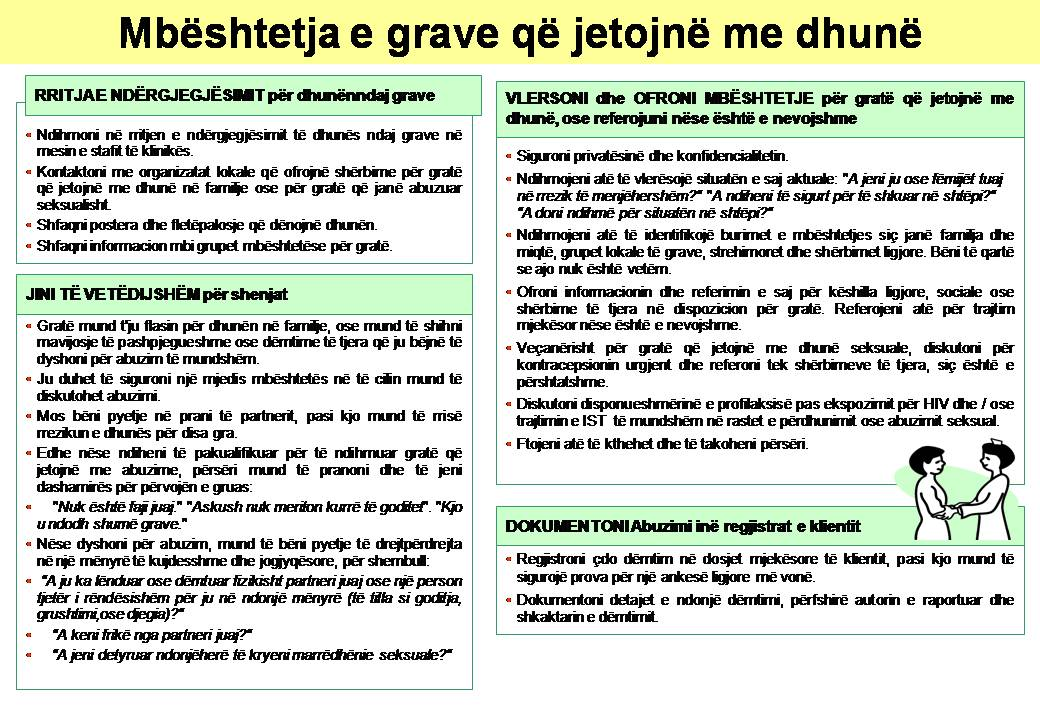 Mbështetja e grave që jetojnë me dhunë
RRITJA E NDËRGJEGJËSIMIT për dhunënndaj grave
Ndihmoni në rritjen e ndërgjegjësimit të dhunës ndaj grave në
mesin e stafit të klinikës.
Kontaktoni me organizatat lokale që ofrojnë shërbime për gratë
që jetojnë me dhunë në familje ose për gratë që janë abuzuar
seksualisht.
Shfaqni postera dhe fletëpalosje që dënojnë dhunën.
Shfaqni informacion mbi grupet mbështetëse për gratë.
JINI TË VETËDIJSHËM për shenjat
Gratë mund t'ju flasin për dhunën në familje, ose mund të shihni
mavijosje të pashpjegueshme ose dëmtime të tjera që ju bëjnë të
dyshoni për abuzim të mundshëm.
Ju duhet të siguroni një mjedis mbështetës në të cilin mund të
diskutohet abuzimi.
Mos bëni pyetje në prani të partnerit, pasi kjo mund të rrisë
rrezikun e dhunës për disa gra.
Edhe nëse ndiheni të pakualifikuar për të ndihmuar gratë që
jetojnë me abuzime, përsëri mund të pranoni dhe të jeni
dashamirës për përvojën e gruas:
"Nuk është faji juaj." "Askush nuk meriton kurrë të goditet". "Kjo
u ndodh shumë grave."
Nëse dyshoni për abuzim, mund të bëni pyetje të drejtpërdrejta
në një mënyrë të kujdesshme dhe jogjyqësore, për shembull:
"A ju ka lënduar ose dëmtuar fizikisht partneri juaj ose një person
tjetër i rëndësishëm për ju në ndonjë mënyrë (të tilla si goditja,
grushtimi,ose djegia)?"
"A keni frikë nga partneri juaj?"
"A jeni detyruar ndonjëherë të kryeni marrëdhënie seksuale?"
VLERSONI dhe OFRONI MBËSHTETJE për gratë që jetojnë me
dhunë, ose referojuni nëse është e nevojshme
Siguroni privatësinë dhe konfidencialitetin.
Ndihmojeni atë të vlerësojë situatën e saj aktuale: "A jeni ju ose fëmijët tuaj
në rrezik të menjëhershëm?" "A ndiheni të sigurt për të shkuar në shtëpi?"
"A doni ndihmë për situatën në shtëpi?"
Ndihmojeni atë të identifikojë burimet e mbështetjes siç janë familja dhe
miqtë, grupet lokale të grave, strehimoret dhe shërbimet ligjore. Bëni të qartë
se ajo nuk është vetëm.
Ofroni informacionin dhe referimin e saj për këshilla ligjore, sociale ose
shërbime të tjera në dispozicion për gratë. Referojeni atë për trajtim
mjekësor nëse është e nevojshme.
Veçanërisht për gratë që jetojnë me dhunë seksuale, diskutoni për
kontracepsionin urgjent dhe referoni tek shërbimeve të tjera, siç është e
përshtatshme.
Diskutoni disponueshmërinë e profilaksisë pas ekspozimit për HIV dhe / ose
trajtimin e IST të mundshëm në rastet e përdhunimit ose abuzimit seksual.
Ftojeni atë të kthehet dhe të takoheni përsëri.
DOKUMENTONI Abuzimi inë regjistrat e klientit
Regjistroni çdo dëmtim në dosjet mjekësore të klientit, pasi kjo mund të
sigurojë prova për një ankesë ligjore më vonë.
Dokumentoni detajet e ndonjë dëmtimi, përfshirë autorin e raportuar dhe
shkaktarin e dëmtimit.